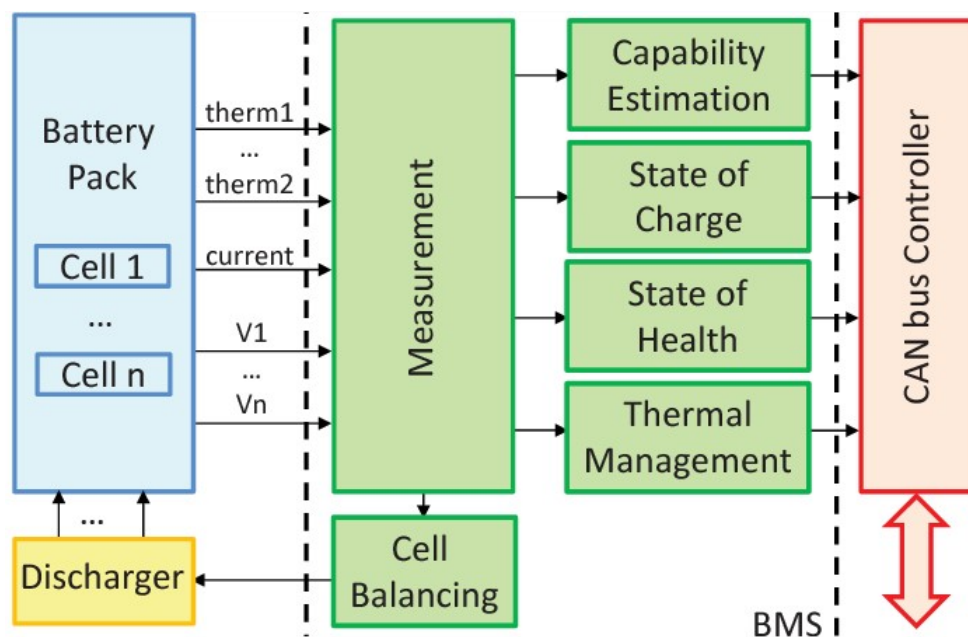 Battery
Pack
Cell 1
...
Cell n
therm1
...
therm2
current
V1
...
Vn
Measurement
Capability
Estimation
State of
Charge
State of
Health
Thermal
Management
CAN bus Controller
...
Discharger
Cell
Balancing
BMS